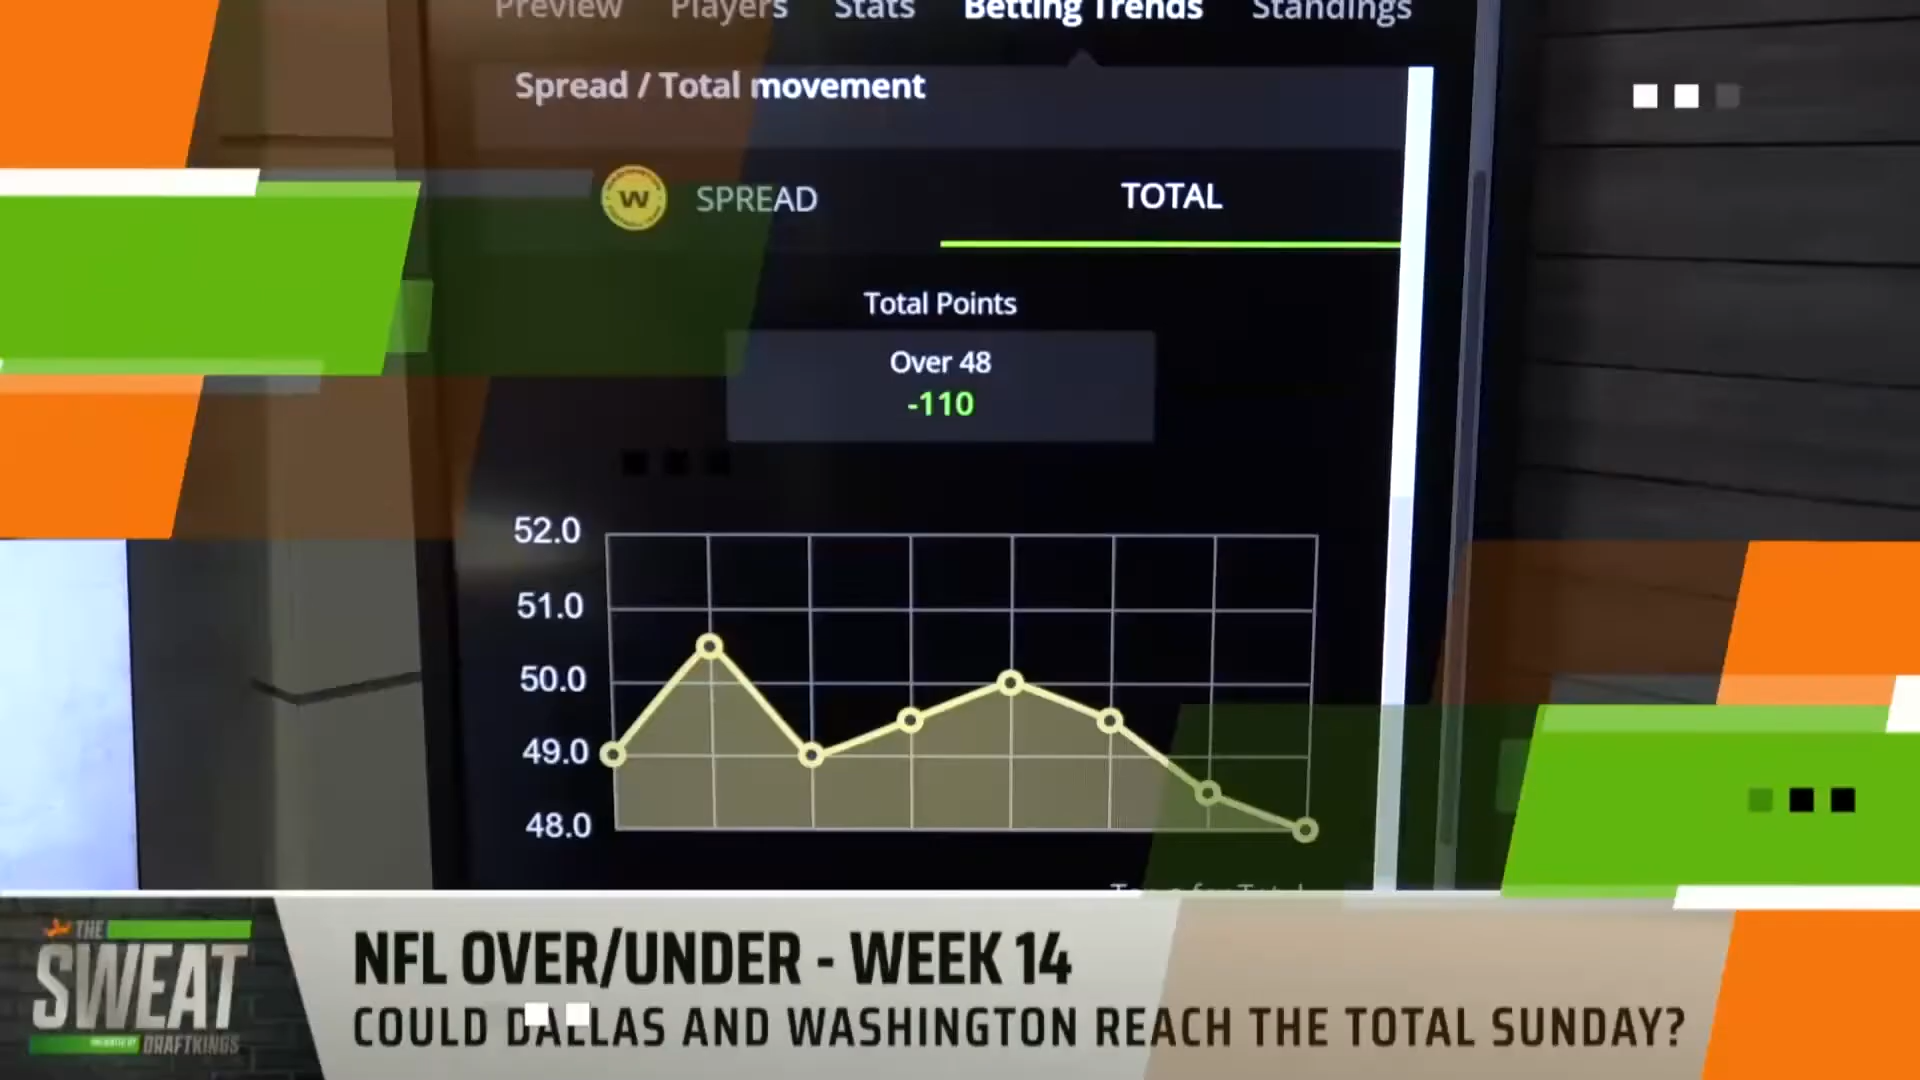 Preview Players Stats Betting Trends Standings
Spread / Total movement
W SPREAD TOTAL
Total Points
Over 48
-110
52.0
51.0
50.0
49.0
48.0
THE
SWEAT
DRAFTKINGS
NFL OVER/UNDER - WEEK 14
COULD DALLAS AND WASHINGTON REACH THE TOTAL SUNDAY?